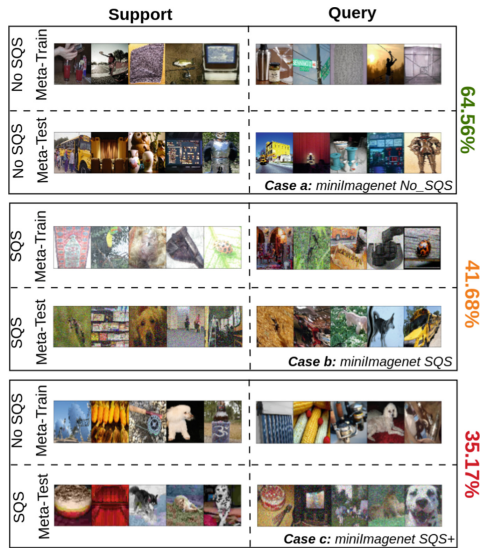 Support
Query
No SQS
Meta-Train
No SQS
Meta-Test
Case a: miniImagenet No_SQS
64.56%
SQS
Meta-Train
SQS
Meta-Test
Case b: miniImagenet SQS
41.68%
No SQS
Meta-Train
SQS
Meta-Test
Case c: miniImagenet SQS+
35.17%